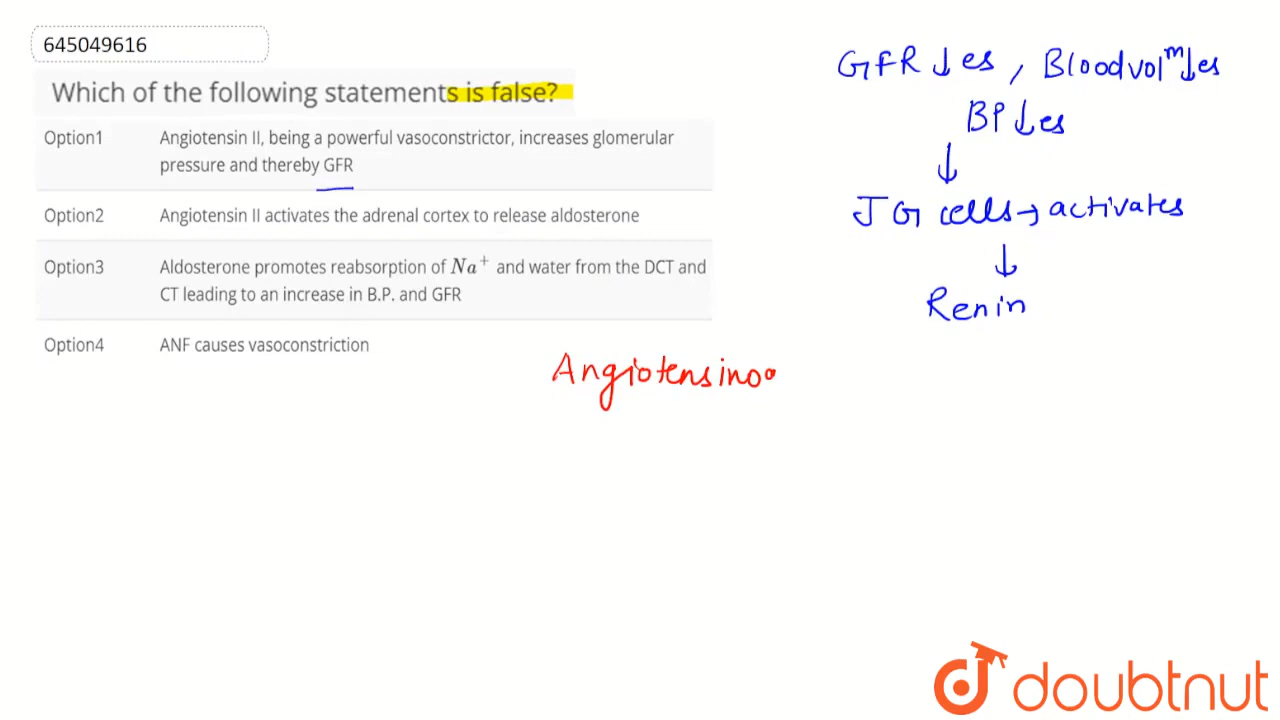 645049616
Which of the following statements is false?
Option1 Angiotensin II, being a powerful vasoconstrictor, increases glomerular
pressure and thereby GFR
Option2 Angiotensin II activates the adrenal cortex to release aldosterone
Option3 Aldosterone promotes reabsorption of Na⁺ and water from the DCT and
CT leading to an increase in B.P. and GFR
Option4 ANF causes vasoconstriction
GFR ↓es , Bloodvolᵐ↓es
BP↓es
↓
JG cells → activates
↓
Renin
Angiotensino
doubtnut